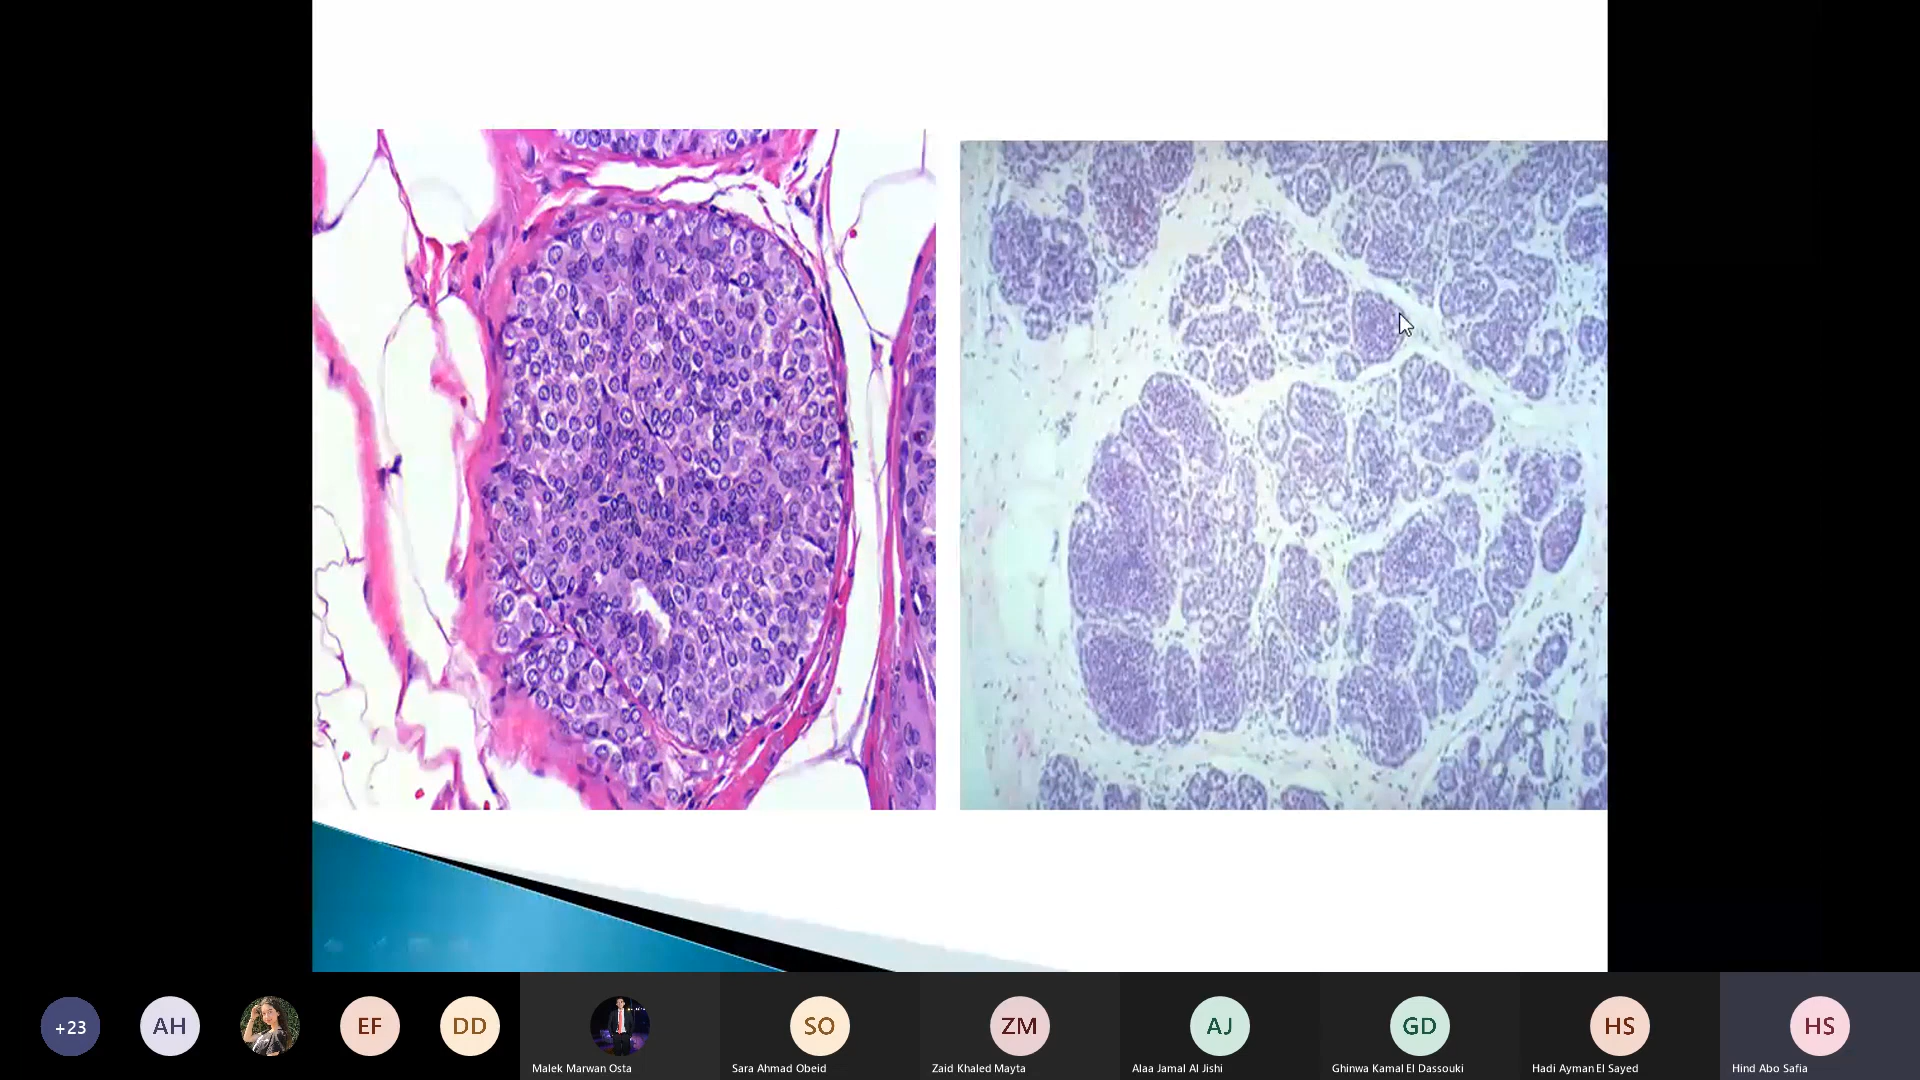 +23
AH
EF
DD
SO
ZM
AJ
GD
HS
HS
Malek Marwan Osta
Sara Ahmad Obeid
Zaid Khaled Mayta
Alaa Jamal Al Jishi
Ghinwa Kamal El Dassouki
Hadi Ayman El Sayed
Hind Abo Safia